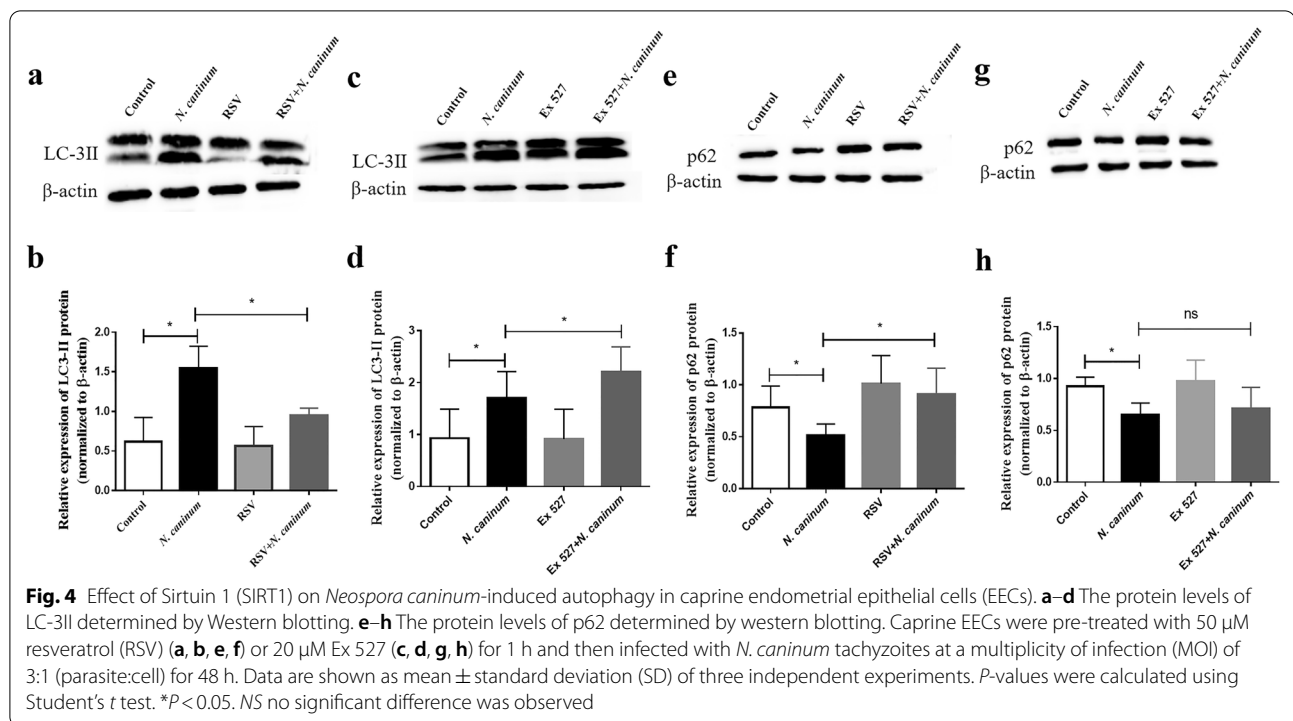 a
Control
N. caninum
RSV
RSV+N. caninum
LC-3II
β-actin
c
Control
N. caninum
Ex 527
Ex 527+N. caninum
LC-3II
β-actin
e
Control
N. caninum
RSV
RSV+N. caninum
p62
β-actin
g
Control
N. caninum
Ex 527
Ex 527+N. caninum
p62
β-actin
b
Relative expression of LC3-II protein
(normalized to β-actin)
2.0
1.5
1.0
0.5
0.0
*
*
Control
N. caninum
RSV
RSV+N. caninum
d
Relative expression of LC3-II protein
(normalized to β-actin)
3
2
1
0
*
*
Control
N. caninum
Ex 527
Ex 527+N. caninum
f
Relative expression of p62 protein
(normalized to β-actin)
1.5
1.0
0.5
0.0
*
*
Control
N. caninum
RSV
RSV+N. caninum
h
Relative expression of p62 protein
(normalized to β-actin)
1.5
1.0
0.5
0.0
*
ns
Control
N. caninum
Ex 527
Ex 527+N. caninum
Fig. 4 Effect of Sirtuin 1 (SIRT1) on Neospora caninum-induced autophagy in caprine endometrial epithelial cells (EECs). a–d The protein levels of
LC-3II determined by Western blotting. e–h The protein levels of p62 determined by western blotting. Caprine EECs were pre-treated with 50 μM
resveratrol (RSV) (a, b, e, f) or 20 μM Ex 527 (c, d, g, h) for 1 h and then infected with N. caninum tachyzoites at a multiplicity of infection (MOI) of
3:1 (parasite:cell) for 48 h. Data are shown as mean ± standard deviation (SD) of three independent experiments. P-values were calculated using
Student's t test. *P < 0.05. NS no significant difference was observed